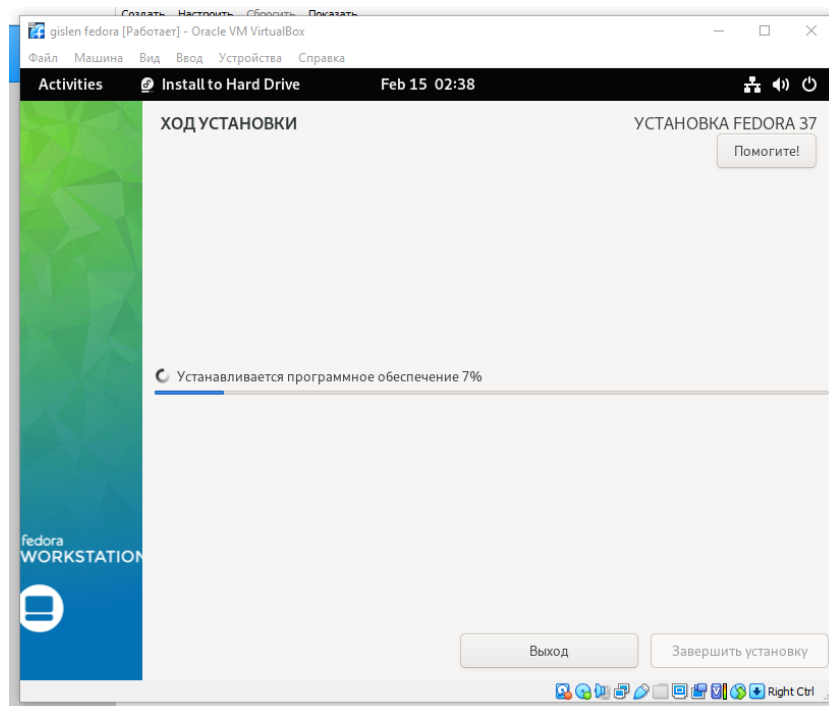 Создать Настроить Сбросить Показать
gislen fedora [Работает] - Oracle VM VirtualBox
Файл Машина Вид Ввод Устройства Справка
Activities Install to Hard Drive Feb 15 02:38
ХОД УСТАНОВКИ
УСТАНОВКА FEDORA 37
Помогите!
Устанавливается программное обеспечение 7%
fedora
WORKSTATION
Выход
Завершить установку
Right Ctrl